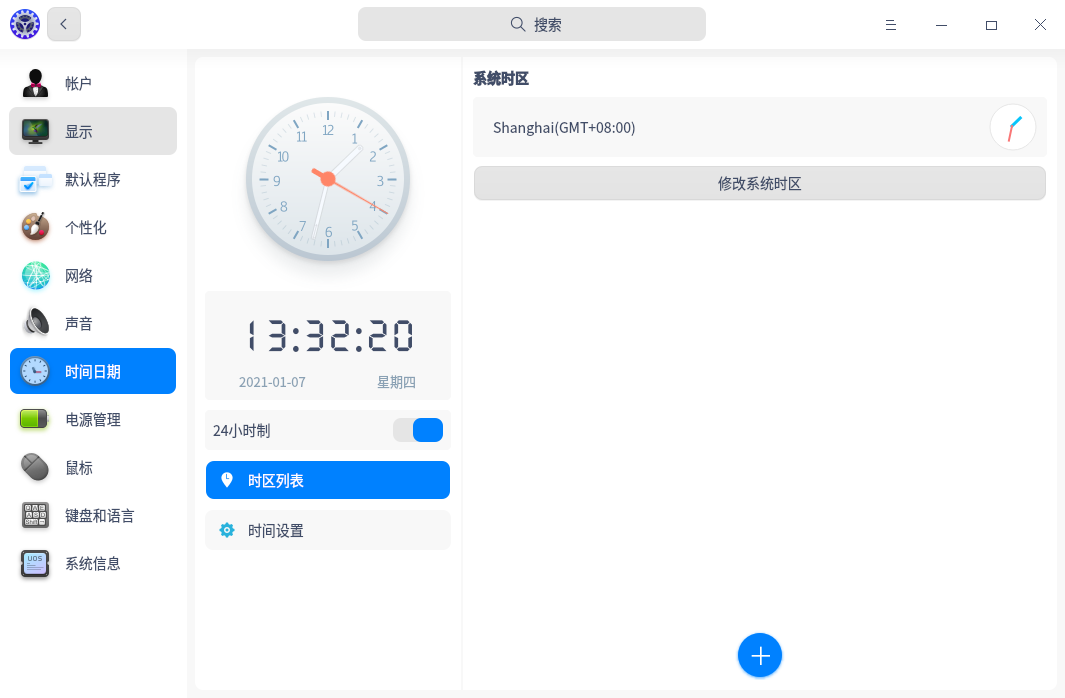 搜索
帐户
显示
默认程序
个性化
网络
声音
时间日期
电源管理
鼠标
键盘和语言
系统信息
12
1
2
3
4
5
6
7
8
9
10
11
13:32:20
2021-01-07 星期四
24小时制
时区列表
时间设置
系统时区
Shanghai(GMT+08:00)
修改系统时区